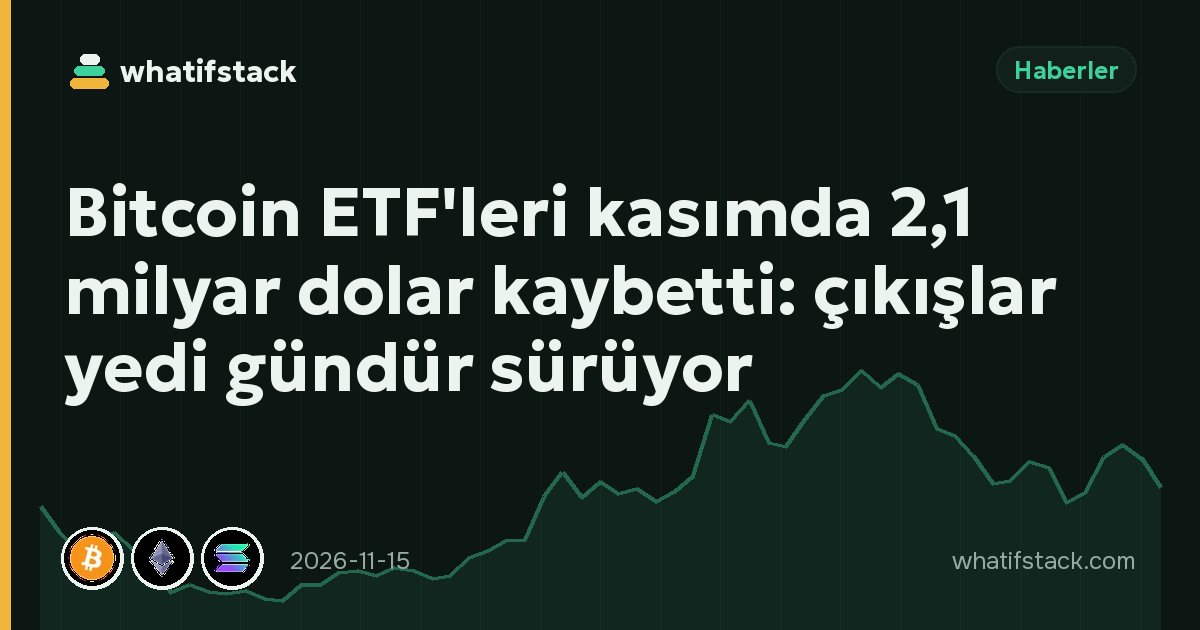 whatifstack
Haberler
Bitcoin ETF'leri kasımda 2,1
milyar dolar kaybetti: çıkışlar
yedi gündür sürüyor
2026-11-15
whatifstack.com